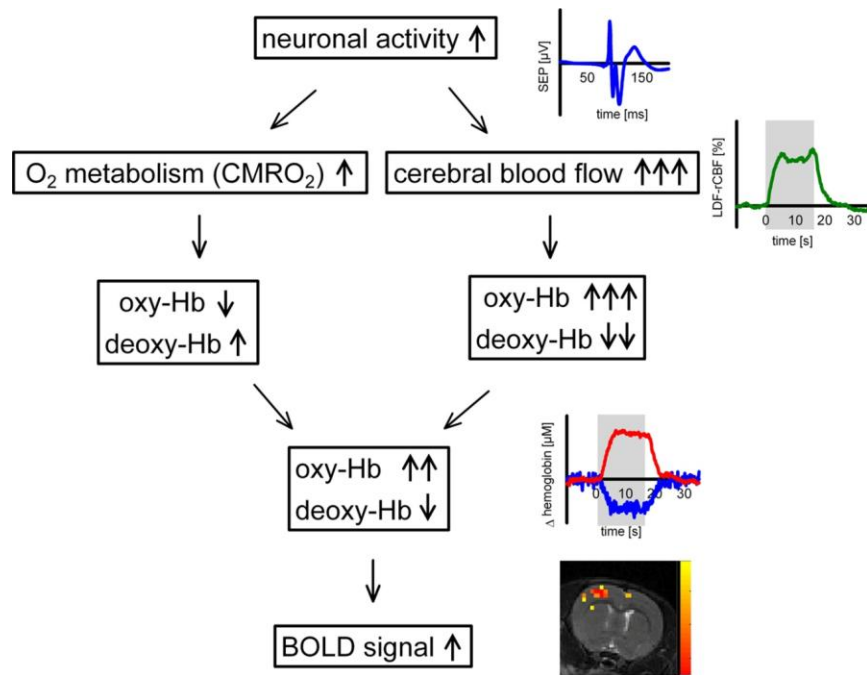 neuronal activity ↑
SEP [µV]
50 150
time [ms]
O₂ metabolism (CMRO₂) ↑
cerebral blood flow ↑↑↑
LDF-rCBF [%]
0 10 20 30
time [s]
oxy-Hb ↓
deoxy-Hb ↑
oxy-Hb ↑↑↑
deoxy-Hb ↓↓
oxy-Hb ↑↑
deoxy-Hb ↓
Δ hemoglobin [µM]
0 10 20 30
time [s]
BOLD signal ↑